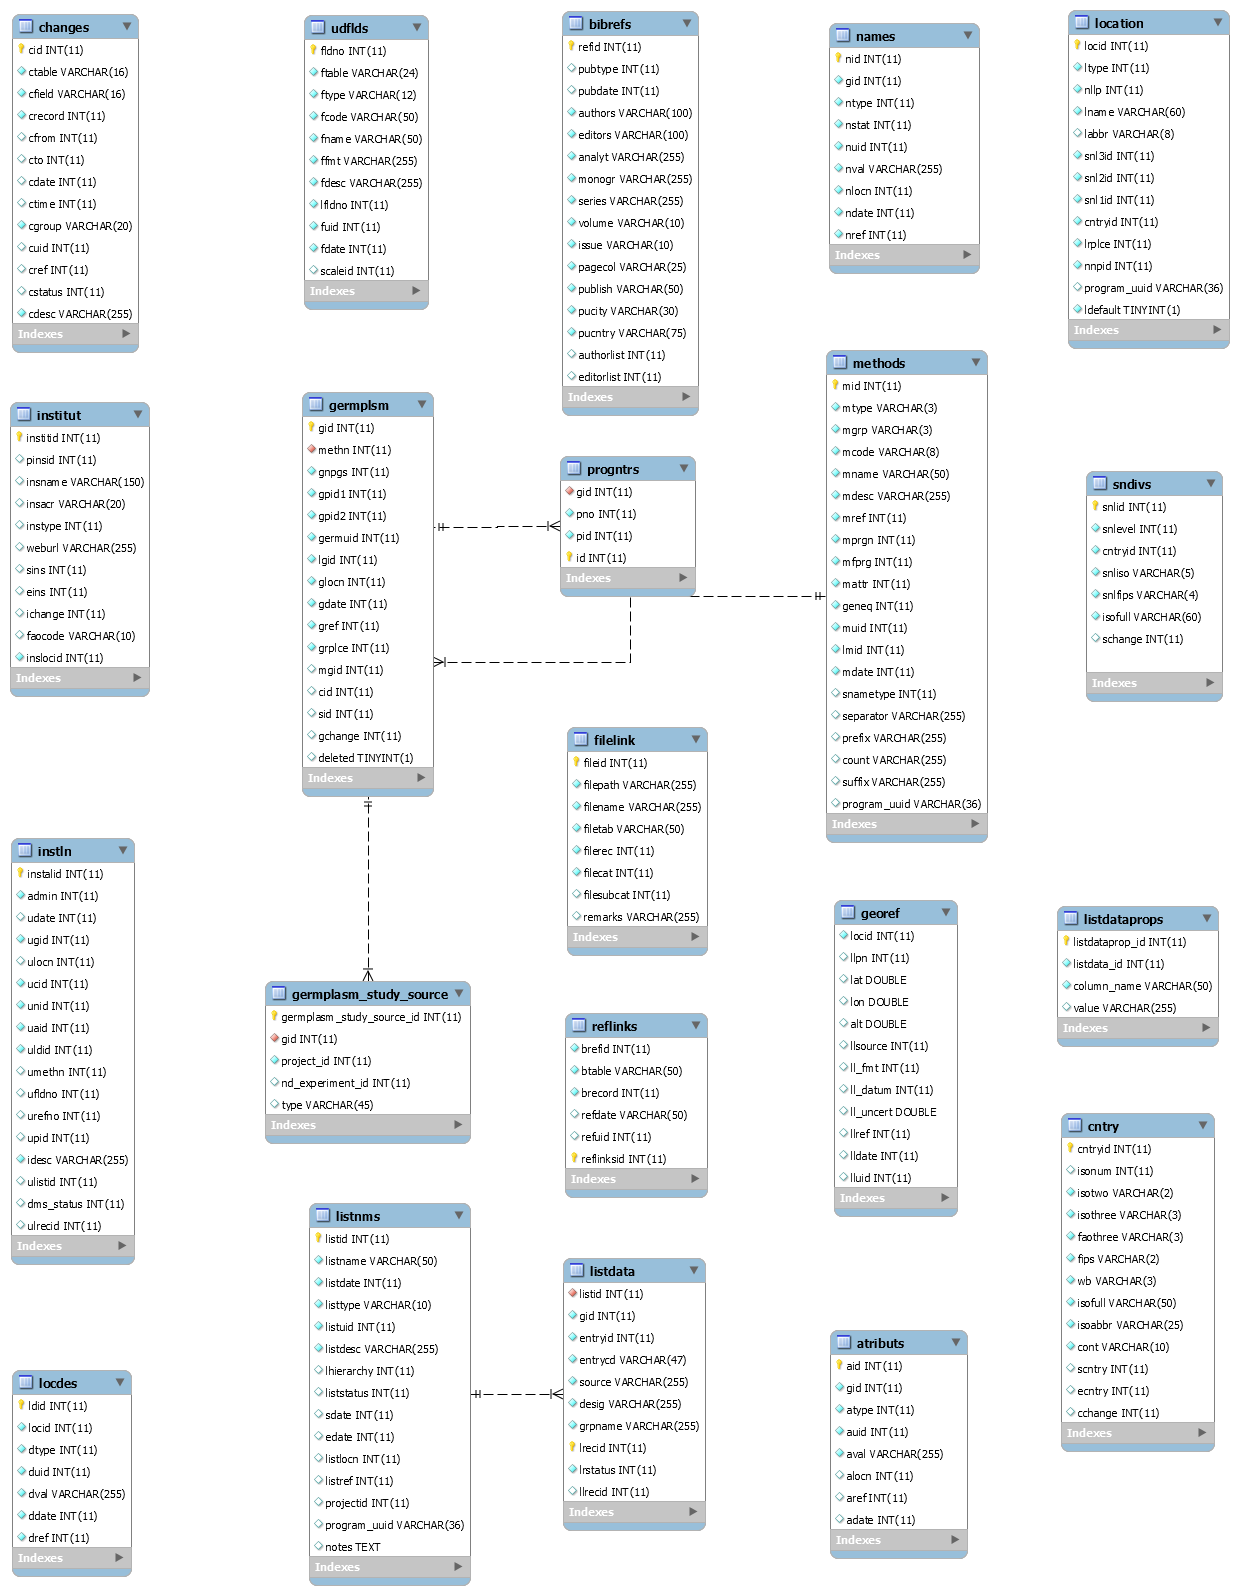 changes
cid INT(11)
ctable VARCHAR(16)
cfield VARCHAR(16)
crecord INT(11)
cfrom INT(11)
cto INT(11)
cdate INT(11)
ctime INT(11)
cgroup VARCHAR(20)
cuid INT(11)
cref INT(11)
cstatus INT(11)
cdesc VARCHAR(255)
Indexes
udflds
fldno INT(11)
ftable VARCHAR(24)
ftype VARCHAR(12)
fcode VARCHAR(50)
fname VARCHAR(50)
ffmt VARCHAR(255)
fdesc VARCHAR(255)
lfldno INT(11)
fuid INT(11)
fdate INT(11)
scaleid INT(11)
Indexes
bibrefs
refid INT(11)
pubtype INT(11)
pubdate INT(11)
authors VARCHAR(100)
editors VARCHAR(100)
analyt VARCHAR(255)
monogr VARCHAR(255)
series VARCHAR(255)
volume VARCHAR(10)
issue VARCHAR(10)
pagecol VARCHAR(25)
publish VARCHAR(50)
pucity VARCHAR(30)
pucntry VARCHAR(75)
authorlist INT(11)
editorlist INT(11)
Indexes
names
nid INT(11)
gid INT(11)
ntype INT(11)
nstat INT(11)
nuid INT(11)
nval VARCHAR(255)
nlocn INT(11)
ndate INT(11)
nref INT(11)
Indexes
location
locid INT(11)
ltype INT(11)
nllp INT(11)
lname VARCHAR(60)
labbr VARCHAR(8)
snl3id INT(11)
snl2id INT(11)
snl1id INT(11)
cntryid INT(11)
lrplce INT(11)
nnpid INT(11)
program_uuid VARCHAR(36)
ldefault TINYINT(1)
Indexes
institut
institid INT(11)
pinsid INT(11)
insname VARCHAR(150)
insacr VARCHAR(20)
instype INT(11)
weburl VARCHAR(255)
sins INT(11)
eins INT(11)
ichange INT(11)
faocode VARCHAR(10)
inslocid INT(11)
Indexes
germplsm
gid INT(11)
methn INT(11)
gnpgs INT(11)
gpid1 INT(11)
gpid2 INT(11)
germuid INT(11)
lgid INT(11)
glocn INT(11)
gdate INT(11)
gref INT(11)
grplce INT(11)
mgid INT(11)
cid INT(11)
sid INT(11)
gchange INT(11)
deleted TINYINT(1)
Indexes
progntrs
gid INT(11)
pno INT(11)
pid INT(11)
id INT(11)
Indexes
methods
mid INT(11)
mtype VARCHAR(3)
mgrp VARCHAR(3)
mcode VARCHAR(8)
mname VARCHAR(50)
mdesc VARCHAR(255)
mref INT(11)
mprgn INT(11)
mfprg INT(11)
mattr INT(11)
geneq INT(11)
muid INT(11)
lmid INT(11)
mdate INT(11)
snametype INT(11)
separator VARCHAR(255)
prefix VARCHAR(255)
count VARCHAR(255)
suffix VARCHAR(255)
program_uuid VARCHAR(36)
Indexes
sndivs
snlid INT(11)
snlevel INT(11)
cntryid INT(11)
snliso VARCHAR(5)
snlfips VARCHAR(4)
isofull VARCHAR(60)
schange INT(11)
Indexes
filelink
fileid INT(11)
filepath VARCHAR(255)
filename VARCHAR(255)
filetab VARCHAR(50)
filerec INT(11)
filecat INT(11)
filesubcat INT(11)
remarks VARCHAR(255)
Indexes
instln
instalid INT(11)
admin INT(11)
udate INT(11)
ugid INT(11)
ulocn INT(11)
ucid INT(11)
unid INT(11)
uaid INT(11)
uldid INT(11)
umethn INT(11)
ufldno INT(11)
urefno INT(11)
upid INT(11)
idesc VARCHAR(255)
ulistid INT(11)
dms_status INT(11)
ulrecid INT(11)
Indexes
germplasm_study_source
germplasm_study_source_id INT(11)
gid INT(11)
project_id INT(11)
nd_experiment_id INT(11)
type VARCHAR(45)
Indexes
reflinks
brefid INT(11)
btable VARCHAR(50)
brecord INT(11)
refdate VARCHAR(50)
refuid INT(11)
reflinksid INT(11)
Indexes
georef
locid INT(11)
llpn INT(11)
lat DOUBLE
lon DOUBLE
alt DOUBLE
llsource INT(11)
ll_fmt INT(11)
ll_datum INT(11)
ll_uncert DOUBLE
llref INT(11)
lldate INT(11)
lluid INT(11)
Indexes
listdataprops
listdataprop_id INT(11)
listdata_id INT(11)
column_name VARCHAR(50)
value VARCHAR(255)
Indexes
cntry
cntryid INT(11)
isonum INT(11)
isotwo VARCHAR(2)
isothree VARCHAR(3)
faothree VARCHAR(3)
fips VARCHAR(2)
wb VARCHAR(3)
isofull VARCHAR(50)
isoabbr VARCHAR(25)
cont VARCHAR(10)
scntry INT(11)
ecntry INT(11)
cchange INT(11)
Indexes
locdes
ldid INT(11)
locid INT(11)
dtype INT(11)
duid INT(11)
dval VARCHAR(255)
ddate INT(11)
dref INT(11)
Indexes
listnms
listid INT(11)
listname VARCHAR(50)
listdate INT(11)
listtype VARCHAR(10)
listuid INT(11)
listdesc VARCHAR(255)
lhierarchy INT(11)
liststatus INT(11)
sdate INT(11)
edate INT(11)
listlocn INT(11)
listref INT(11)
projectid INT(11)
program_uuid VARCHAR(36)
notes TEXT
Indexes
listdata
listid INT(11)
gid INT(11)
entryid INT(11)
entrycd VARCHAR(47)
source VARCHAR(255)
desig VARCHAR(255)
grpname VARCHAR(255)
lrecid INT(11)
lrstatus INT(11)
llrecid INT(11)
Indexes
atributs
aid INT(11)
gid INT(11)
atype INT(11)
auid INT(11)
aval VARCHAR(255)
alocn INT(11)
aref INT(11)
adate INT(11)
Indexes